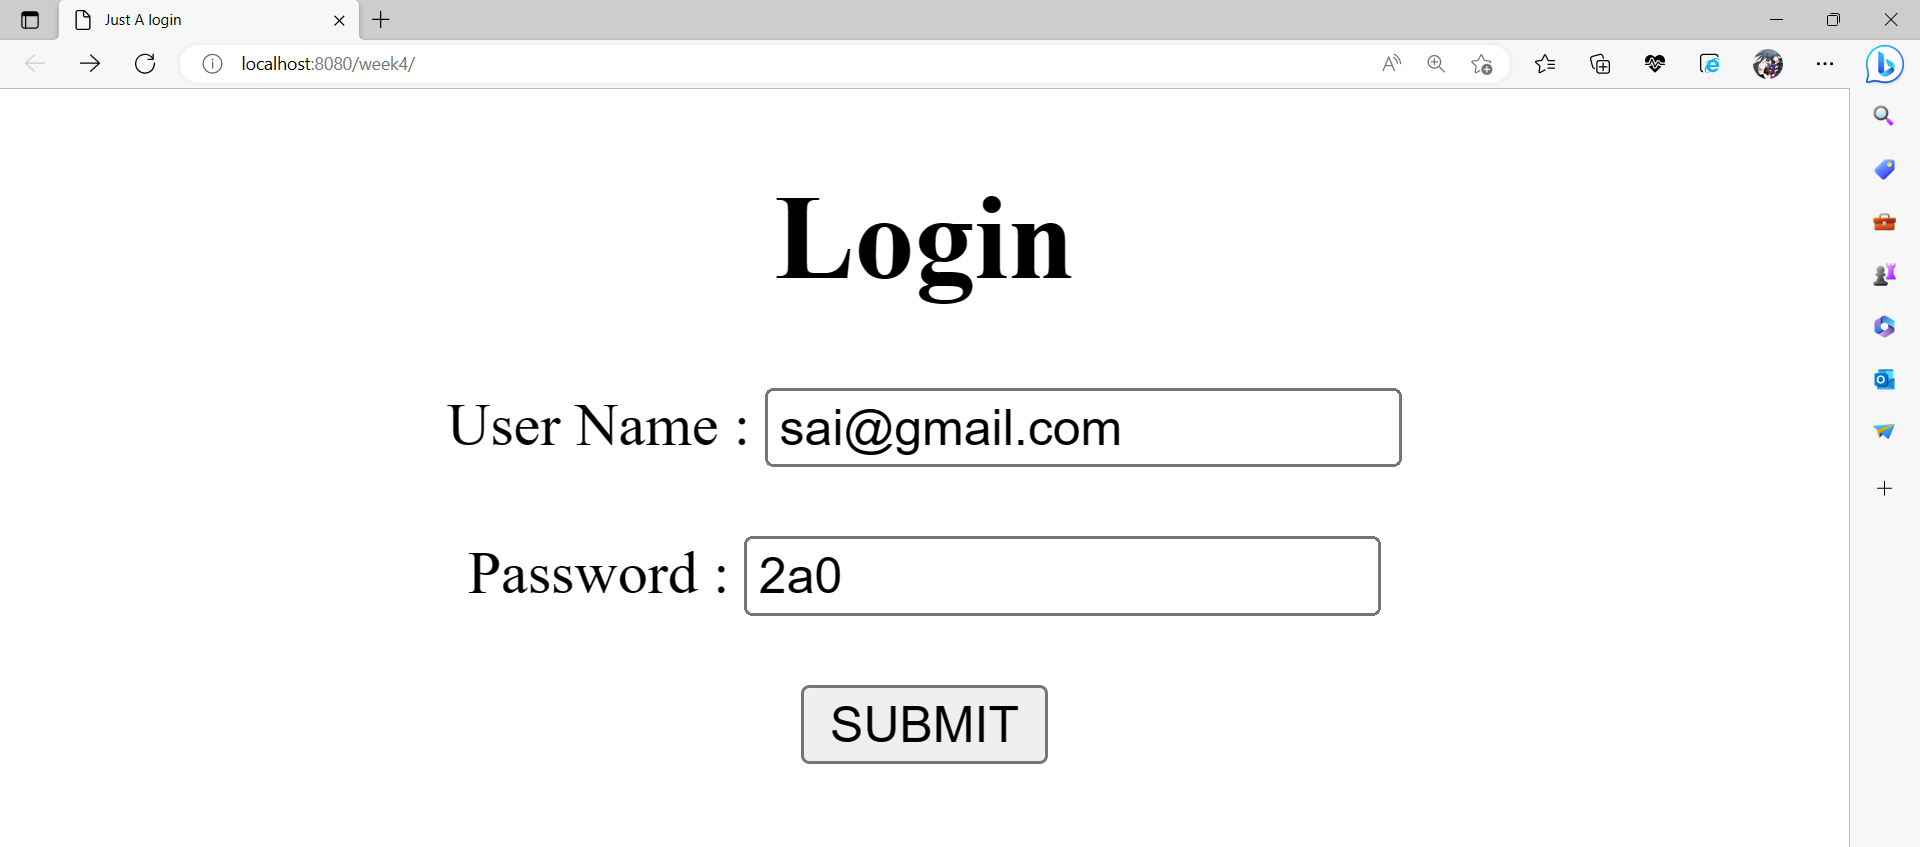 Just A login
localhost:8080/week4/
Login
User Name : sai@gmail.com
Password : 2a0
SUBMIT